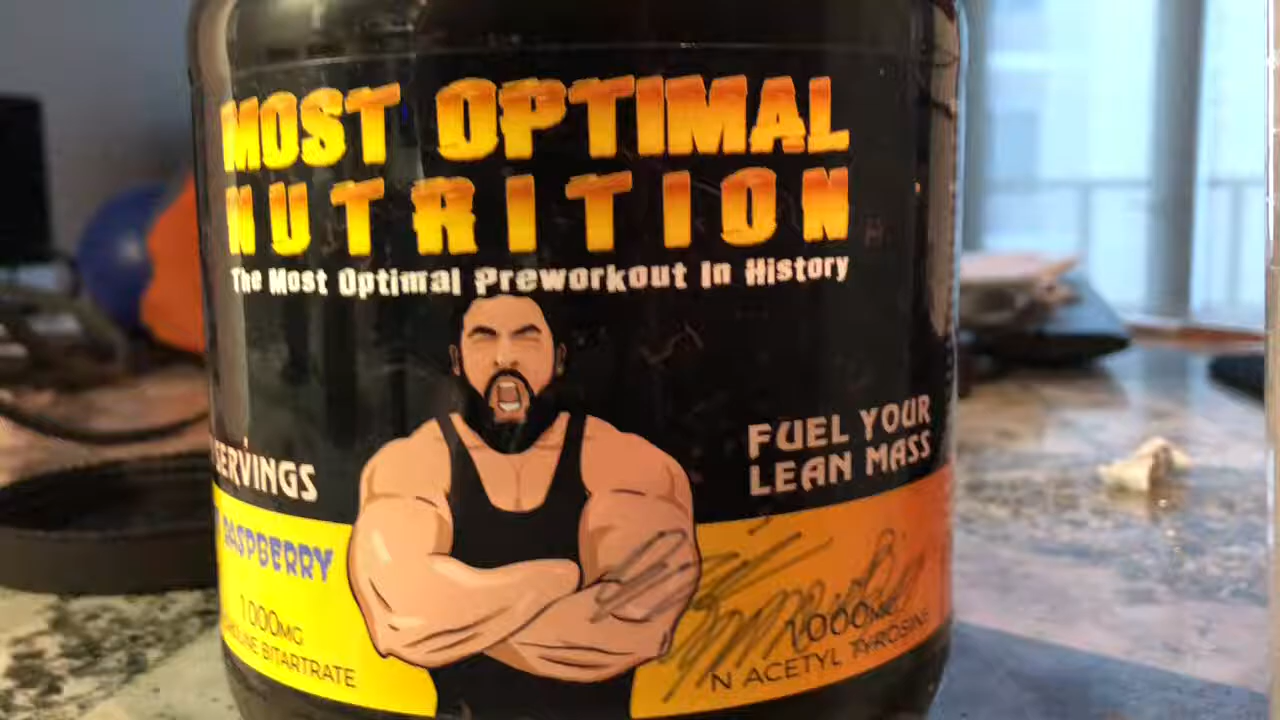 MOST OPTIMAL
NUTRITION
The Most Optimal Preworkout In History
FUEL YOUR
LEAN MASS
SERVINGS
RASPBERRY
1000MG
BITARTRATE
1000MG
N ACETYL TYROSINE